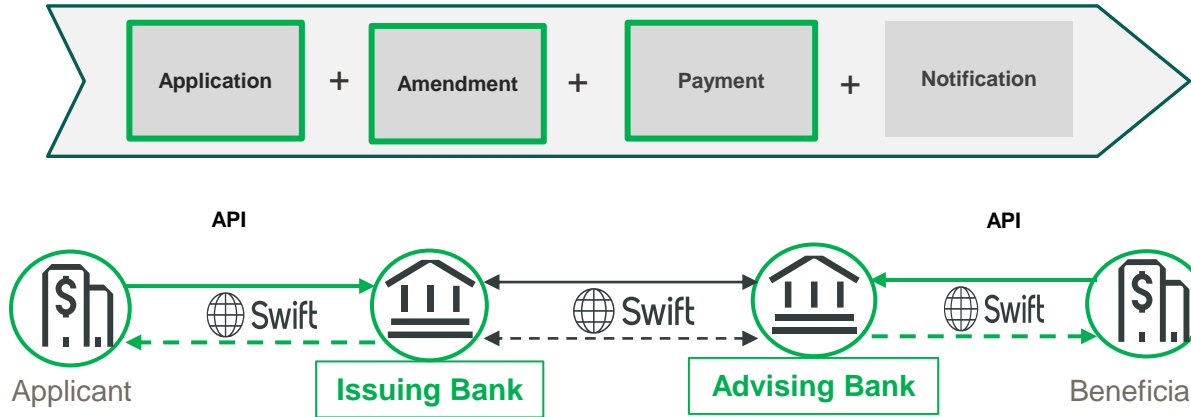 Application + Amendment + Payment + Notification
API API
$ Swift Swift Swift $
Applicant Issuing Bank Advising Bank Beneficia